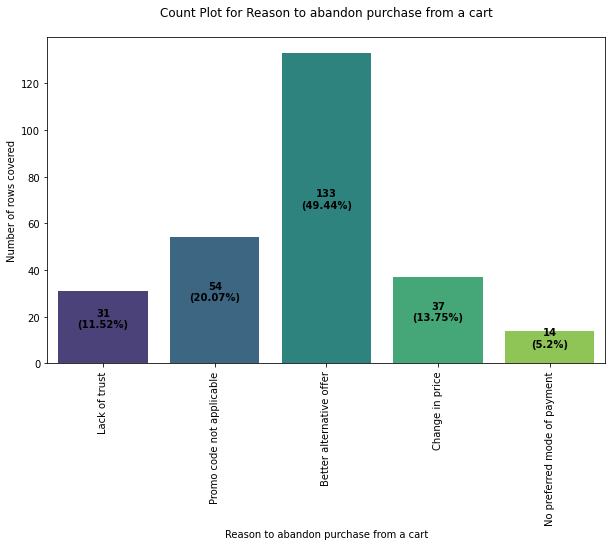 Count Plot for Reason to abandon purchase from a cart
Number of rows covered
120
100
80
60
40
20
0
31
(11.52%)
54
(20.07%)
133
(49.44%)
37
(13.75%)
14
(5.2%)
Lack of trust
Promo code not applicable
Better alternative offer
Change in price
No preferred mode of payment
Reason to abandon purchase from a cart